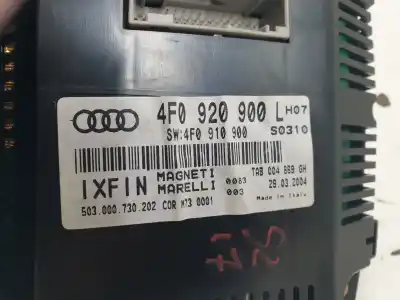 4F0 920 900 L H07
SW:4F0 910 900 S0310
IXFIN MAGNETI MARELLI 0083 003
TAB 004 869 GH
29.03.2004
503.000.730.202 COR M73 0001 Made in Italy